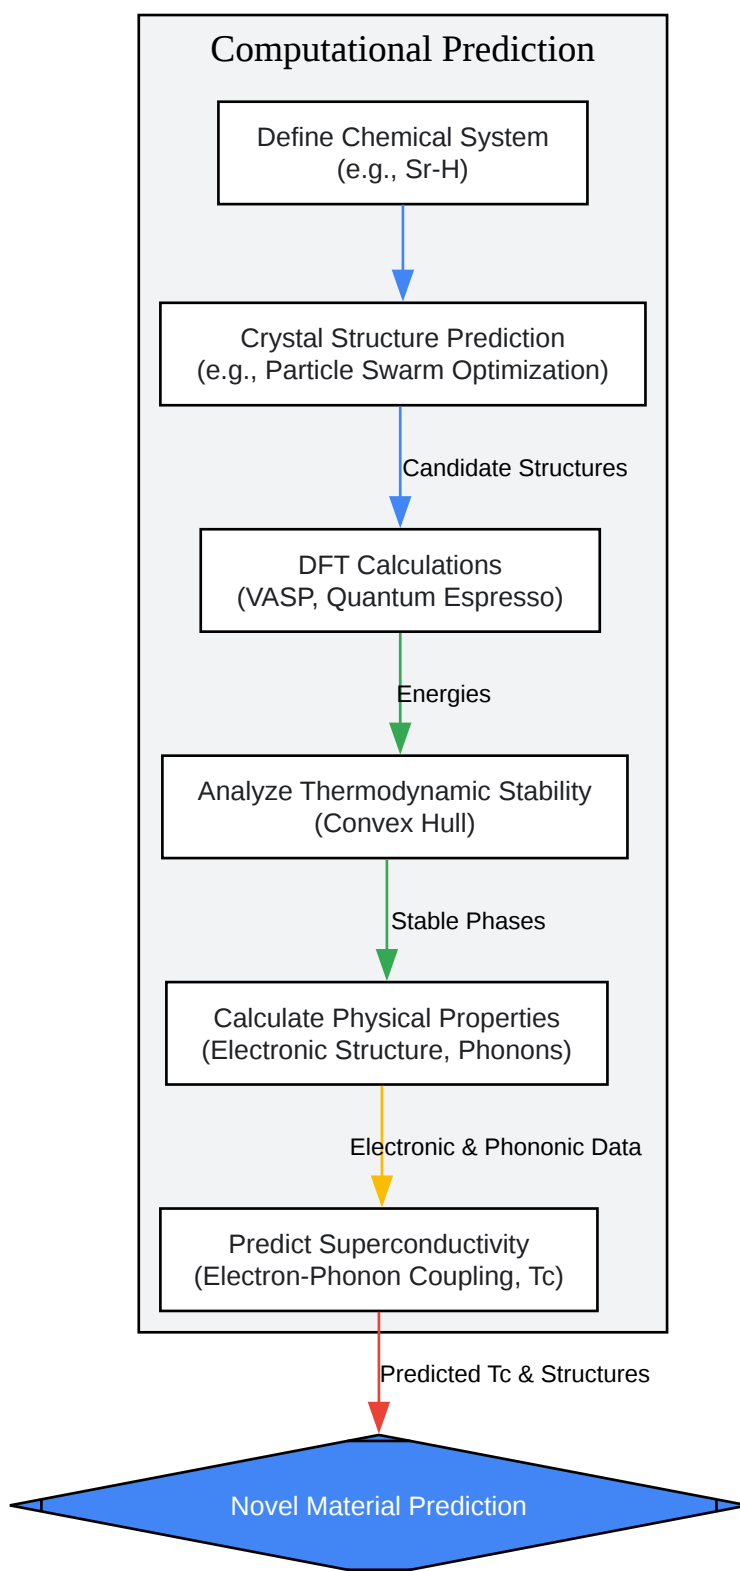 Computational Prediction
Define Chemical System
(e.g., Sr-H)
Crystal Structure Prediction
(e.g., Particle Swarm Optimization)
Candidate Structures
DFT Calculations
(VASP, Quantum Espresso)
Energies
Analyze Thermodynamic Stability
(Convex Hull)
Stable Phases
Calculate Physical Properties
(Electronic Structure, Phonons)
Electronic & Phononic Data
Predict Superconductivity
(Electron-Phonon Coupling, Tc)
Predicted Tc & Structures
Novel Material Prediction